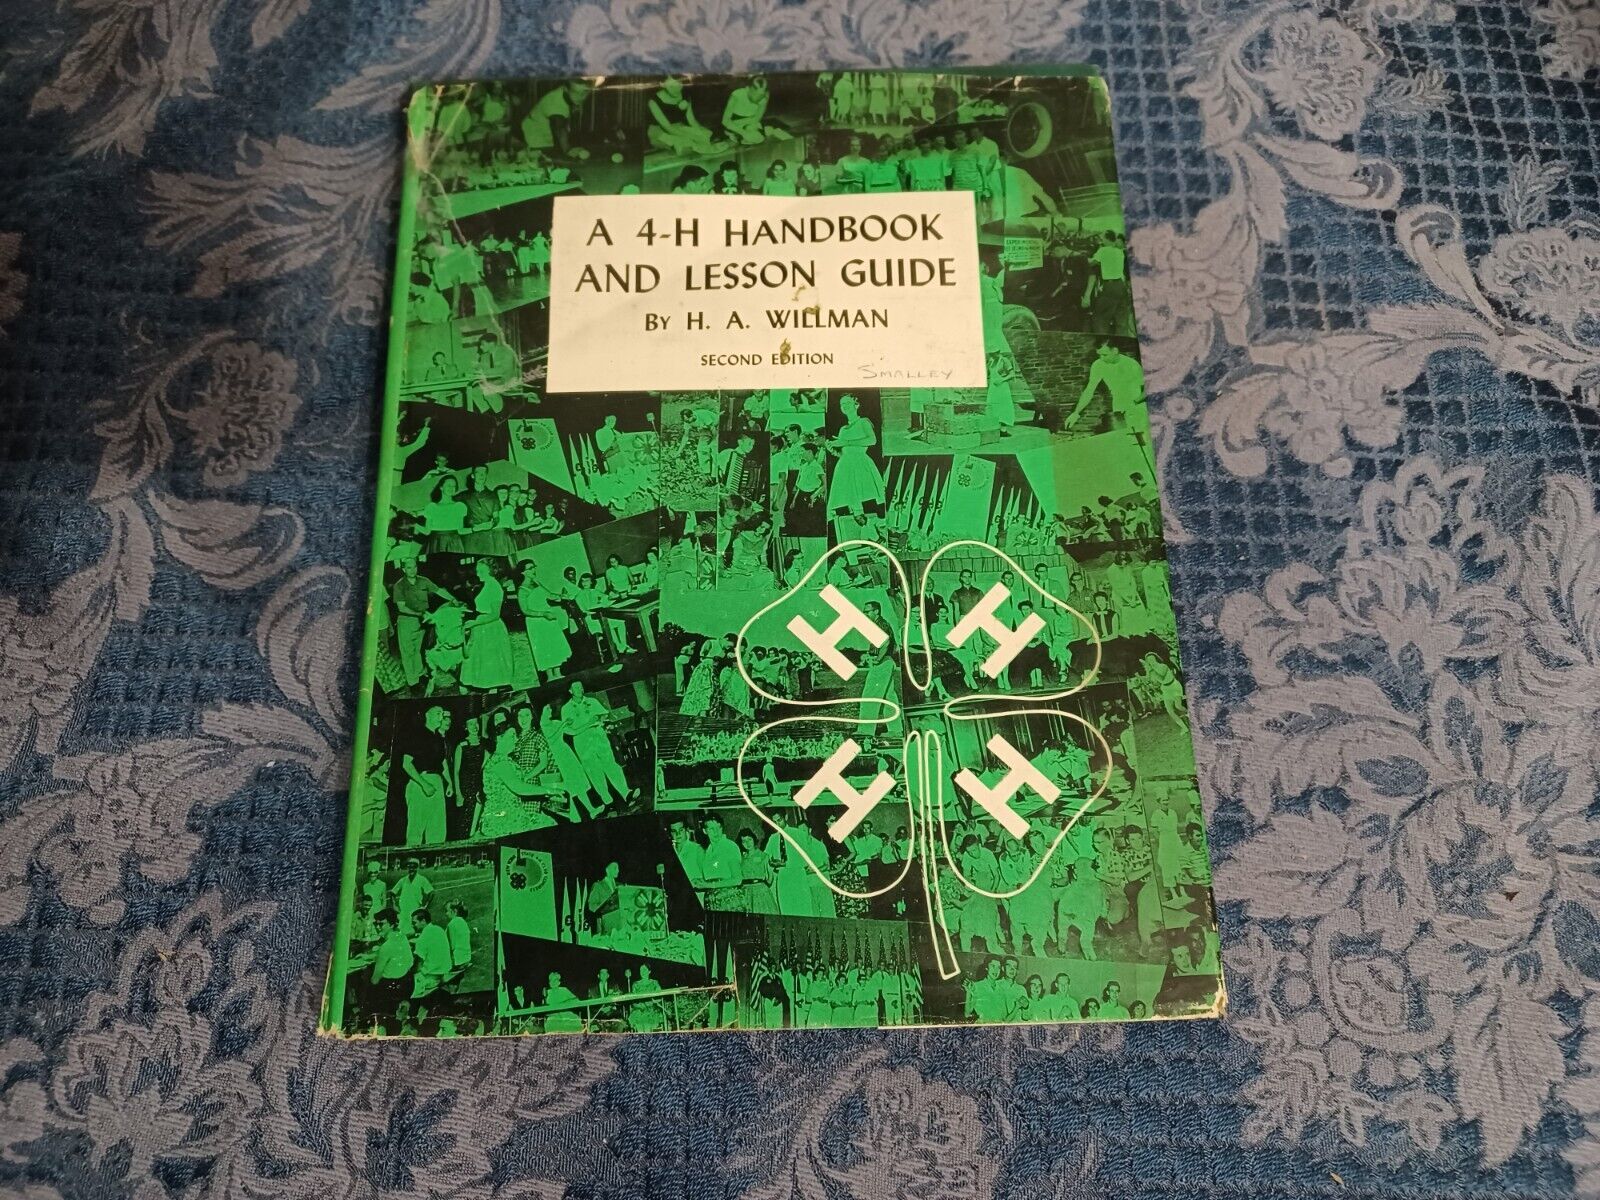 A 4-H HANDBOOK
AND LESSON GUIDE
BY H. A. WILLMAN
SECOND EDITION
SMALLEY
H H
H H